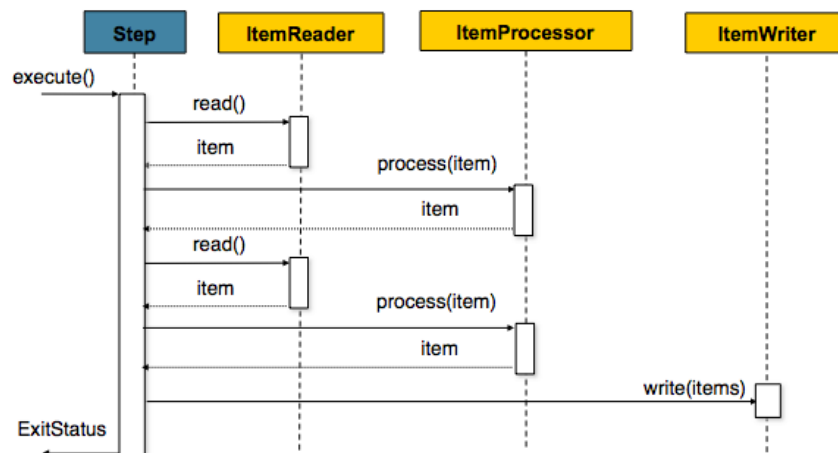 Step
ItemReader
ItemProcessor
ItemWriter
execute()
read()
item
process(item)
item
read()
item
process(item)
item
write(items)
ExitStatus